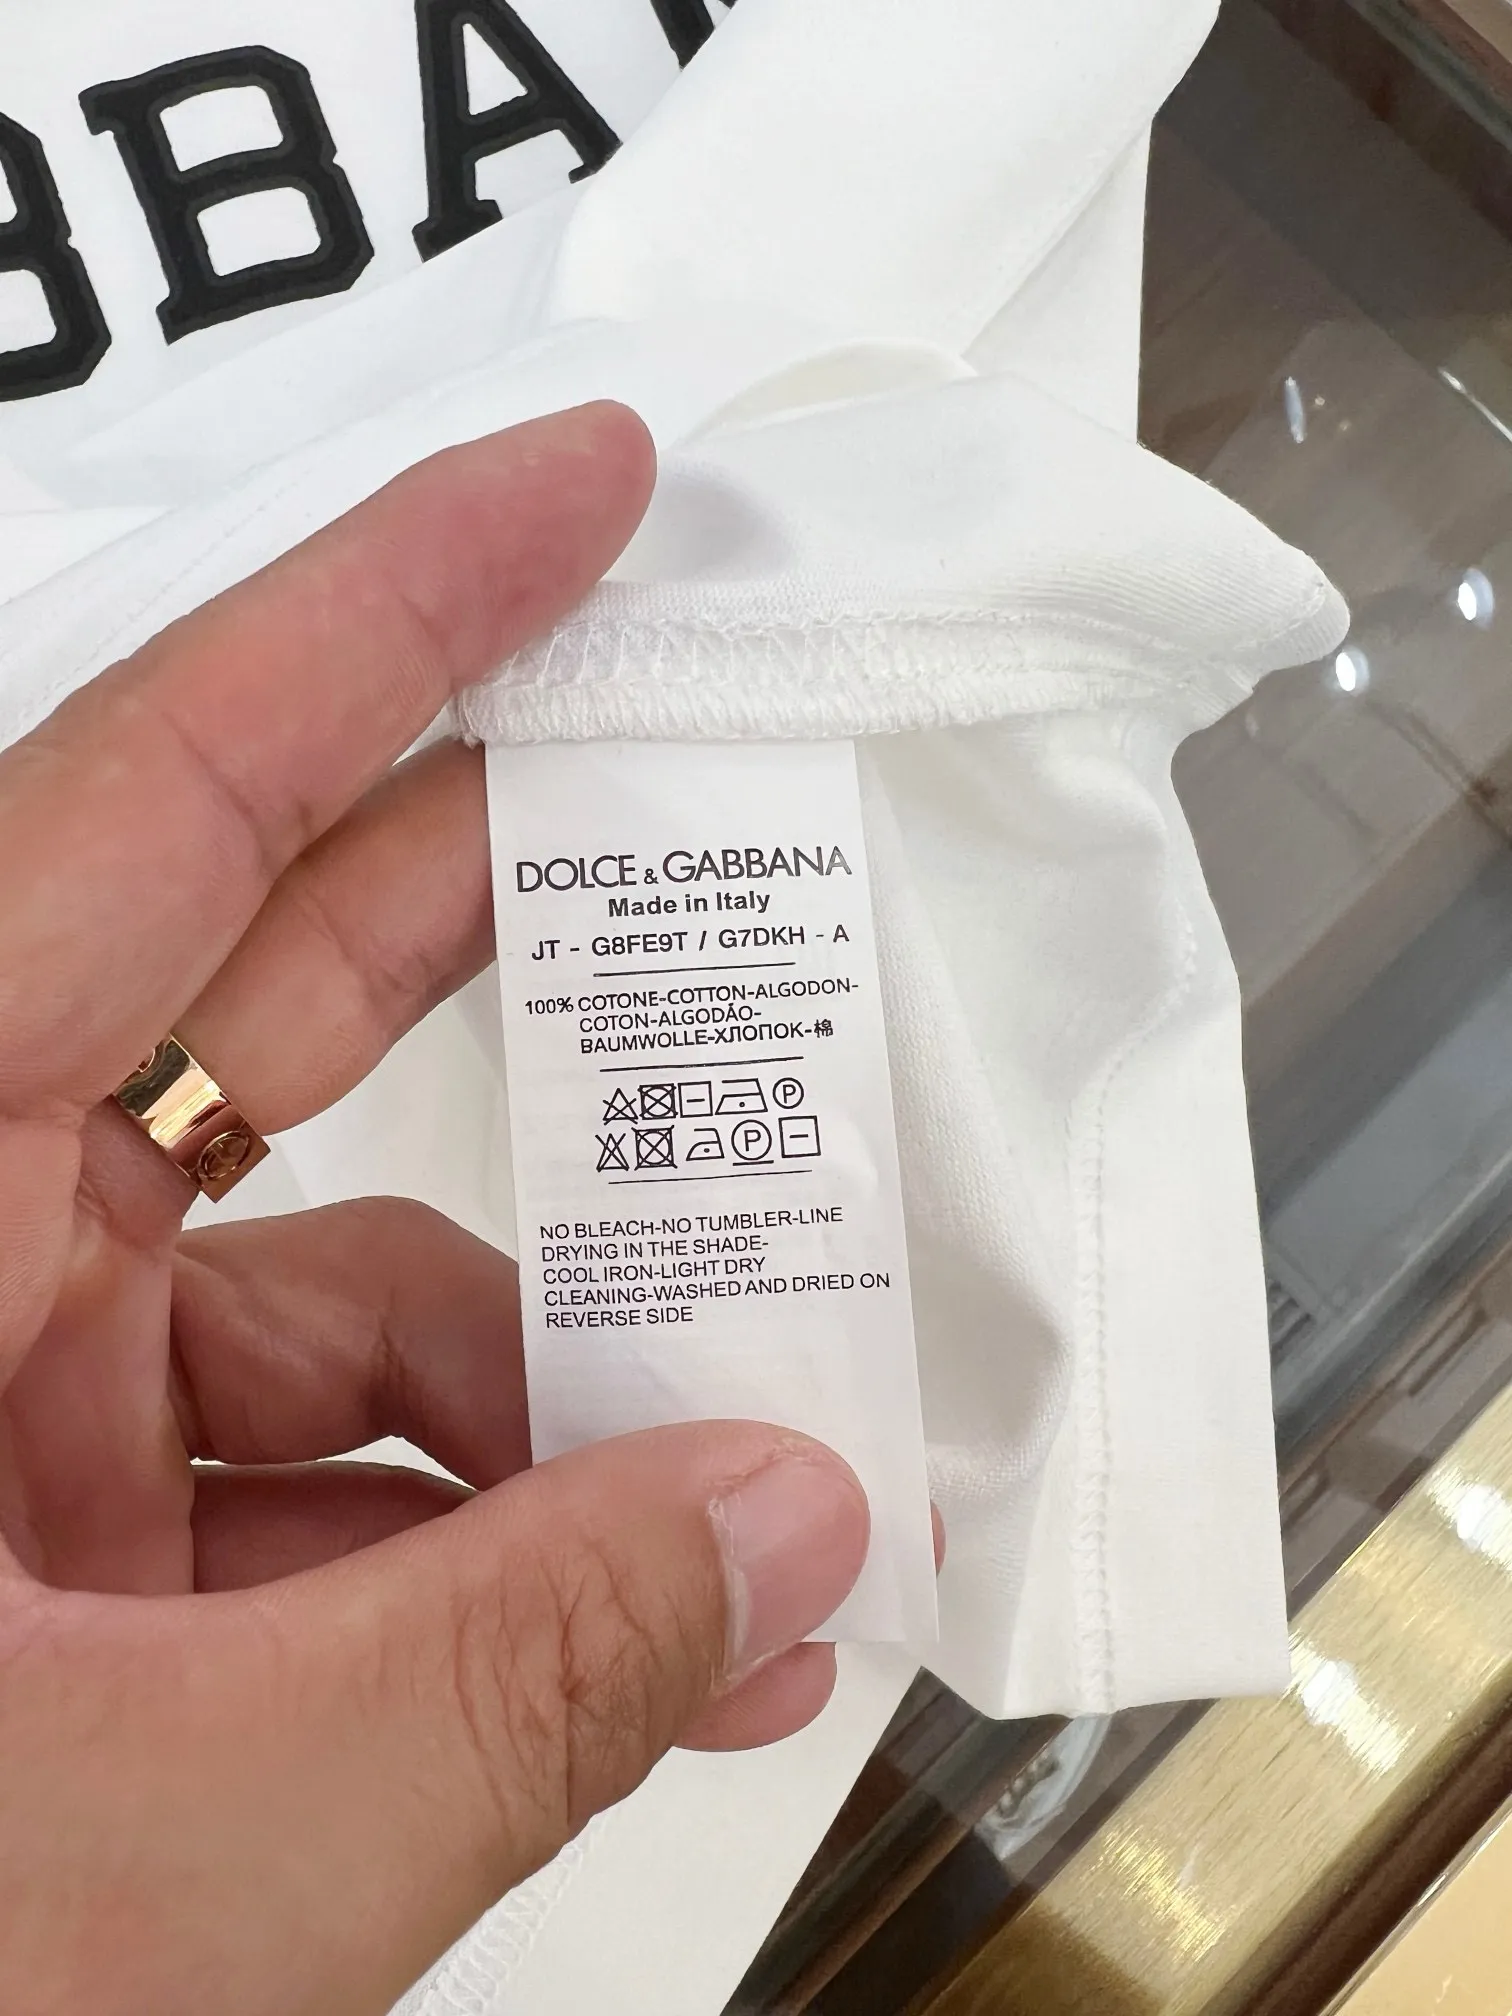 BBAN
DOLCE & GABBANA
Made in Italy
JT - G8FE9T / G7DKH - A
100% COTONE-COTTON-ALGODON-
COTON-ALGODÃO-
BAUMWOLLE-ХЛОПОК-棉
P
P
NO BLEACH-NO TUMBLER-LINE
DRYING IN THE SHADE-
COOL IRON-LIGHT DRY
CLEANING-WASHED AND DRIED ON
REVERSE SIDE